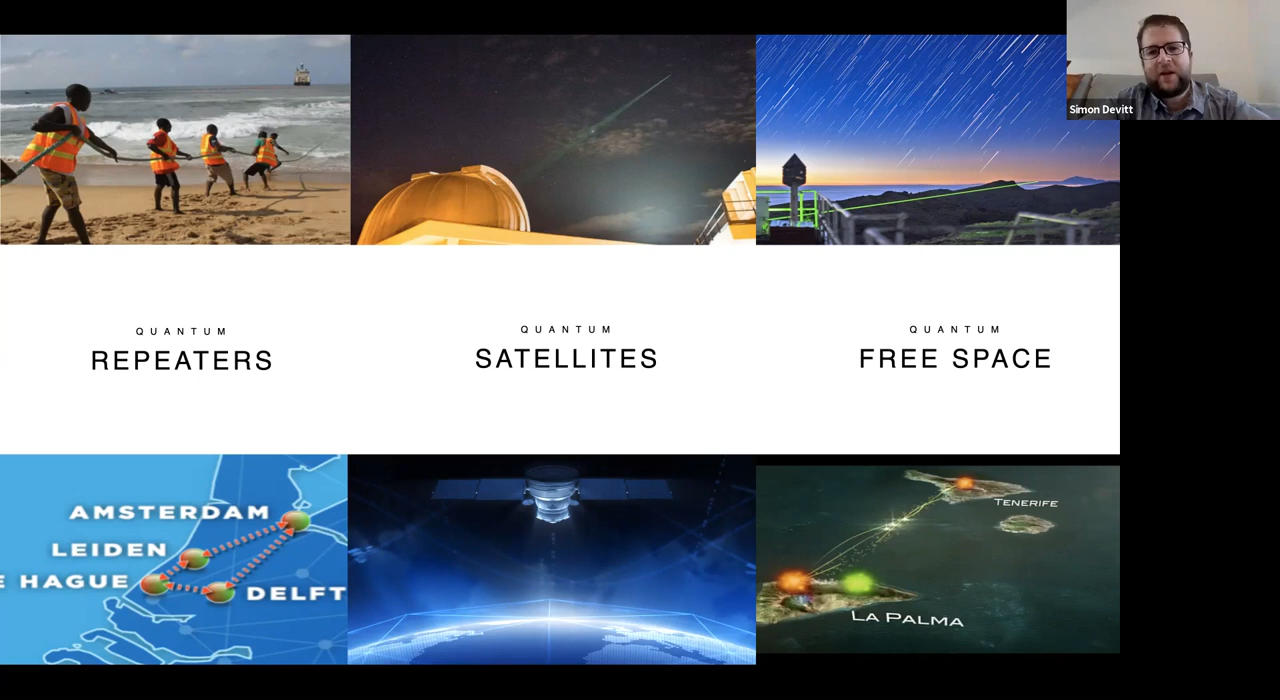 Simon Devitt
QUANTUM
REPEATERS
QUANTUM
SATELLITES
QUANTUM
FREE SPACE
AMSTERDAM
LEIDEN
E HAGUE
DELFT
TENERIFE
LA PALMA